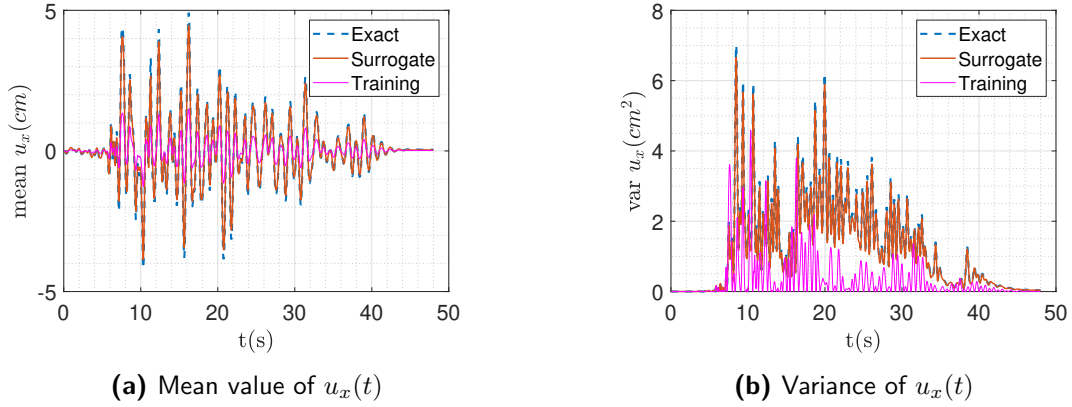 5
0
-5
0
10
20
30
40
50
mean u_x(cm)
t(s)
Exact
Surrogate
Training
(a) Mean value of u_x(t)
8
6
4
2
0
0
10
20
30
40
50
var u_x(cm²)
t(s)
Exact
Surrogate
Training
(b) Variance of u_x(t)